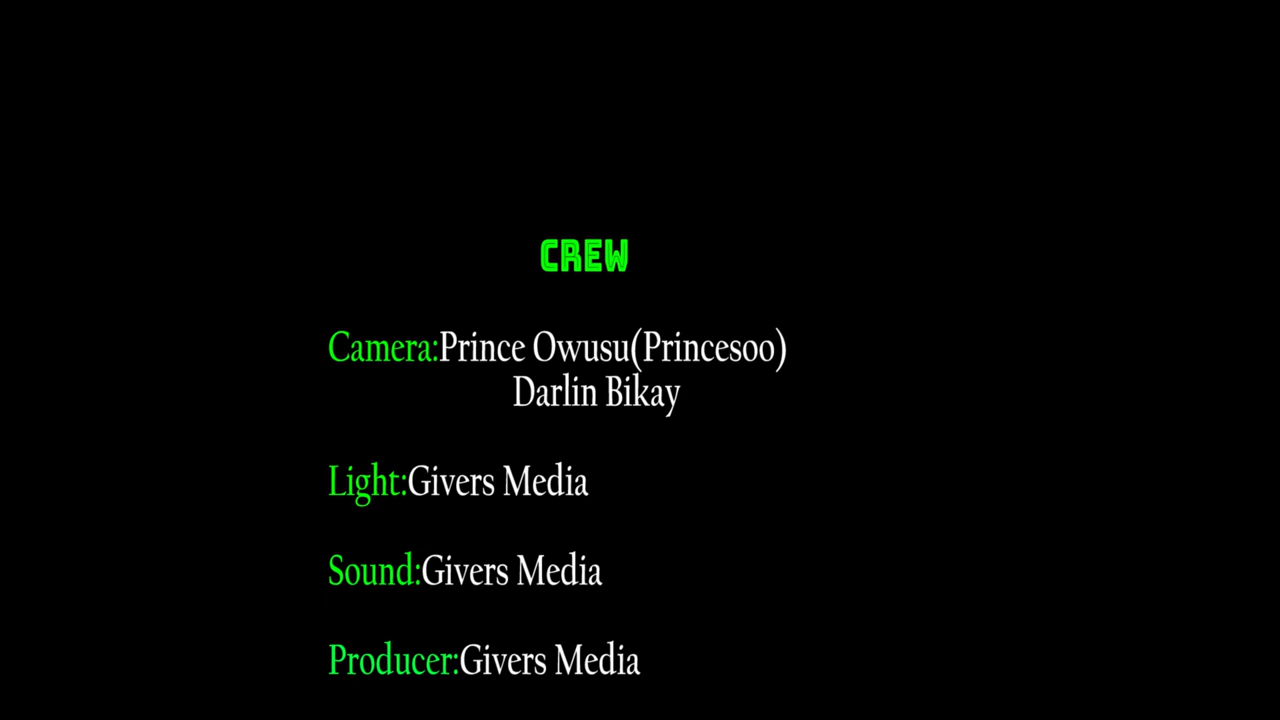 CREW
Camera:Prince Owusu(Princesoo)
Darlin Bikay
Light:Givers Media
Sound:Givers Media
Producer:Givers Media